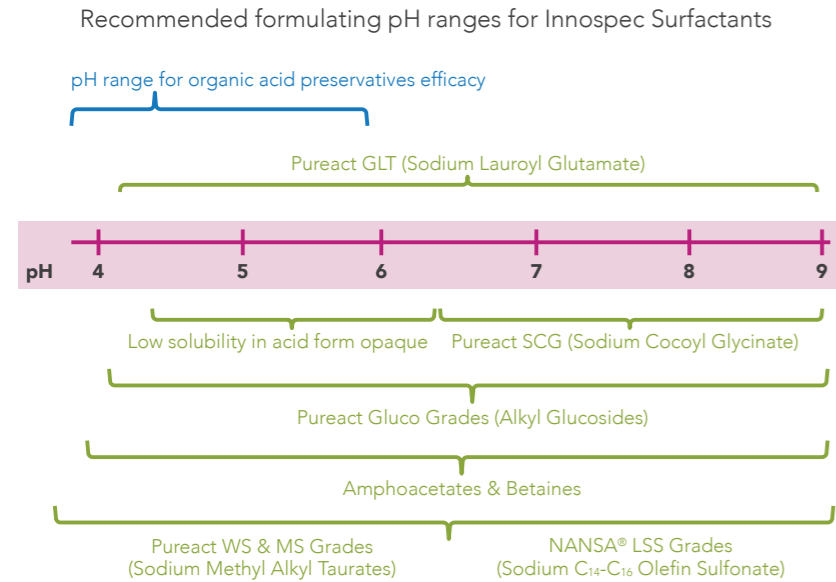 Recommended formulating pH ranges for Innospec Surfactants
pH range for organic acid preservatives efficacy
Pureact GLT (Sodium Lauroyl Glutamate)
pH 4 5 6 7 8 9
Low solubility in acid form opaque Pureact SCG (Sodium Cocoyl Glycinate)
Pureact Gluco Grades (Alkyl Glucosides)
Amphoacetates & Betaines
Pureact WS & MS Grades NANSA® LSS Grades
(Sodium Methyl Alkyl Taurates) (Sodium C₁₄-C₁₆ Olefin Sulfonate)